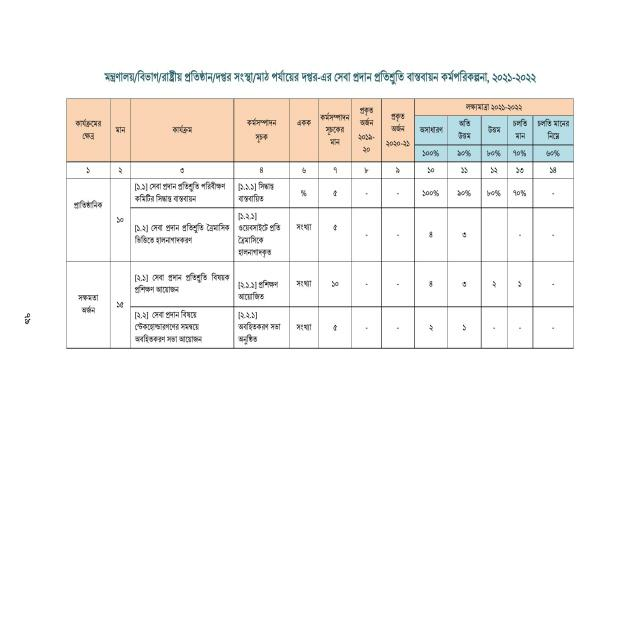 মন্ত্রণালয়/বিভাগ/রাষ্ট্রীয় প্রতিষ্ঠান/দপ্তর সংস্থা/মাঠ পর্যায়ের দপ্তর-এর সেবা প্রদান প্রতিশ্রুতি বাস্তবায়ন কর্মপরিকল্পনা, ২০২১-২০২২
কার্যক্রমের ক্ষেত্র
মান
কার্যক্রম
কর্মসম্পাদন সূচক
একক
কর্মসম্পাদন সূচকের মান
প্রকৃত অর্জন ২০১৯-২০
প্রকৃত অর্জন ২০২০-২১
লক্ষ্যমাত্রা ২০২১-২০২২
অসাধারণ অতি উত্তম উত্তম চলতি মান চলতি মানের নিম্নে
১০০% ৯০% ৮০% ৭০% ৬০%
১ ২ ৩ ৪ ৬ ৭ ৮ ৯ ১০ ১১ ১২ ১৩ ১৪
প্রাতিষ্ঠানিক
১০
[১.১] সেবা প্রদান প্রতিশ্রুতি পরিবীক্ষণ
কমিটির সিদ্ধান্ত বাস্তবায়ন
[১.১.১] সিদ্ধান্ত
বাস্তবায়িত
% ৫ - - ১০০% ৯০% ৮০% ৭০% -
[১.২] সেবা প্রদান প্রতিশ্রুতি ত্রৈমাসিক
ভিত্তিতে হালনাগাদকরণ
[১.২.১]
ওয়েবসাইটে প্রতি
ত্রৈমাসিকে
হালনাগাদকৃত
সংখ্যা ৫ - - ৪ ৩ - -
সক্ষমতা
অর্জন
১৫
[২.১] সেবা প্রদান প্রতিশ্রুতি বিষয়ক
প্রশিক্ষণ আয়োজন
[২.১.১] প্রশিক্ষণ
আয়োজিত
সংখ্যা ১০ - - ৪ ৩ ২ ১ -
[২.২] সেবা প্রদান বিষয়ে
স্টেকহোল্ডারগণের সমন্বয়ে
অবহিতকরণ সভা আয়োজন
[২.২.১]
অবহিতকরণ সভা
অনুষ্ঠিত
সংখ্যা ৫ - - ২ ১ - - -